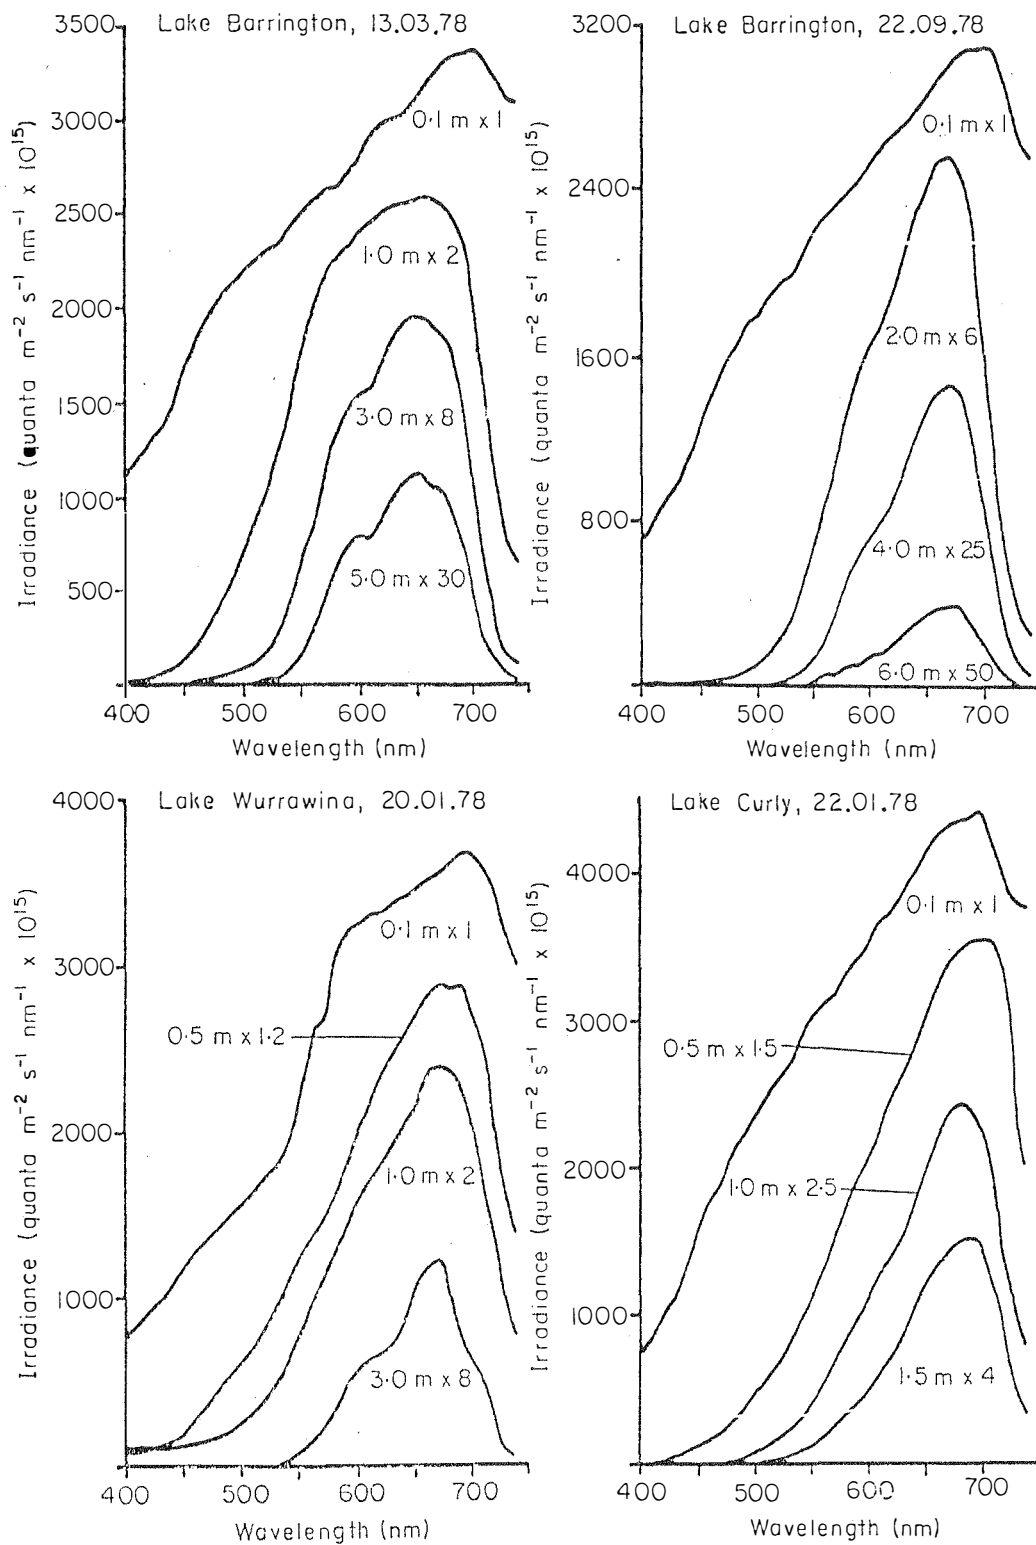 Lake Barrington, 13.03.78
3500
3000
2500
2000
1500
1000
500
Irradiance (quanta m⁻² s⁻¹ nm⁻¹ x 10¹⁵)
0·1 m x 1
1·0 m x 2
3·0 m x 8
5·0 m x 30
400 500 600 700
Wavelength (nm)
Lake Barrington, 22.09.78
3200
2400
1600
800
Irradiance (quanta m⁻² s⁻¹ nm⁻¹ x 10¹⁵)
0·1 m x 1
2·0 m x 6
4·0 m x 25
6·0 m x 50
400 500 600 700
Wavelength (nm)
Lake Wurrawina, 20.01.78
4000
3000
2000
1000
Irradiance (quanta m⁻² s⁻¹ nm⁻¹ x 10¹⁵)
0·1 m x 1
0·5 m x 1·2
1·0 m x 2
3·0 m x 8
400 500 600 700
Wavelength (nm)
Lake Curly, 22.01.78
4000
3000
2000
1000
Irradiance (quanta m⁻² s⁻¹ nm⁻¹ x 10¹⁵)
0·1 m x 1
0·5 m x 1·5
1·0 m x 2·5
1·5 m x 4
400 500 600 700
Wavelength (nm)